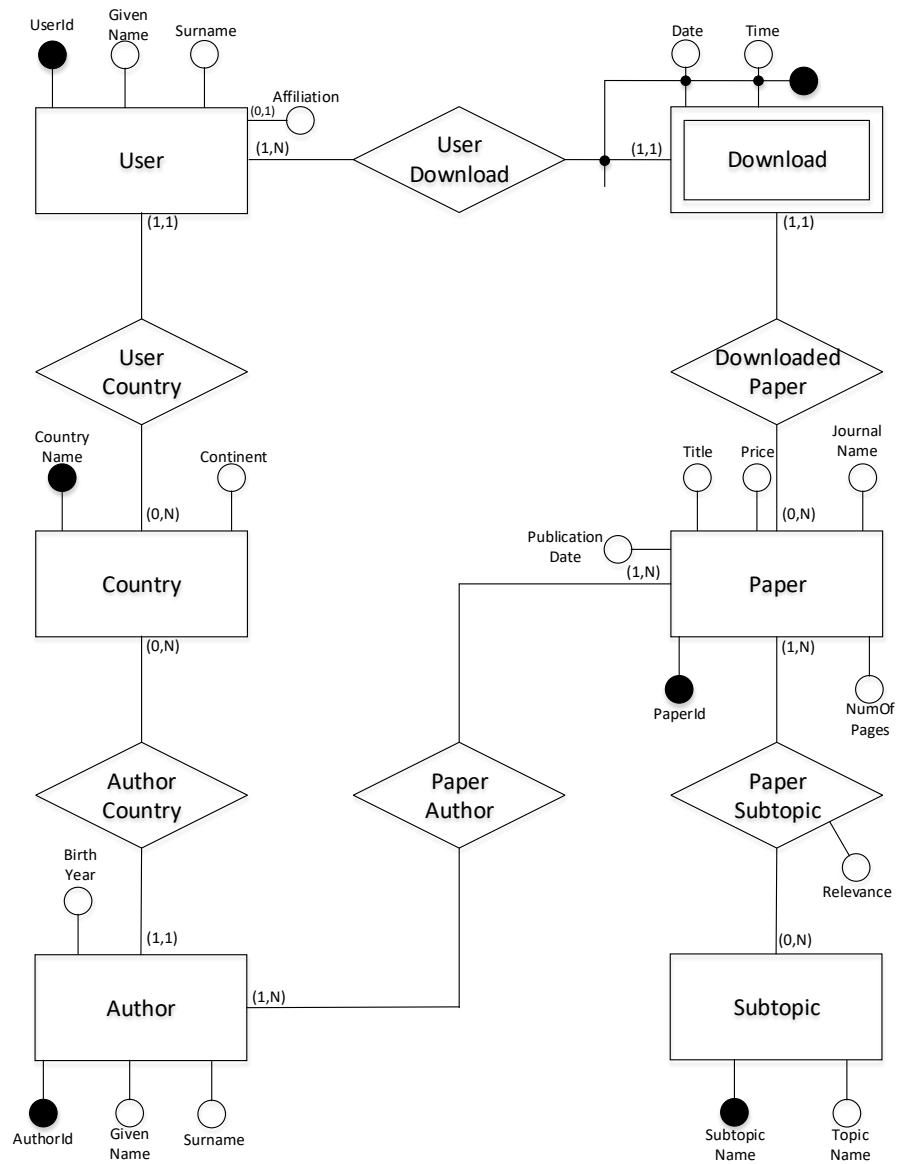 UserId
Given
Name
Surname
Date
Time
(0,1)
Affiliation
User
(1,N)
User
Download
(1,1)
Download
(1,1)
(1,1)
User
Country
Downloaded
Paper
Country
Name
Continent
Title
Price
Journal
Name
(0,N)
(0,N)
Publication
Date
(1,N)
Country
Paper
(0,N)
(1,N)
PaperId
NumOf
Pages
Author
Country
Paper
Author
Paper
Subtopic
Relevance
Birth
Year
(1,1)
(0,N)
Author
(1,N)
Subtopic
AuthorId
Given
Name
Surname
Subtopic
Name
Topic
Name